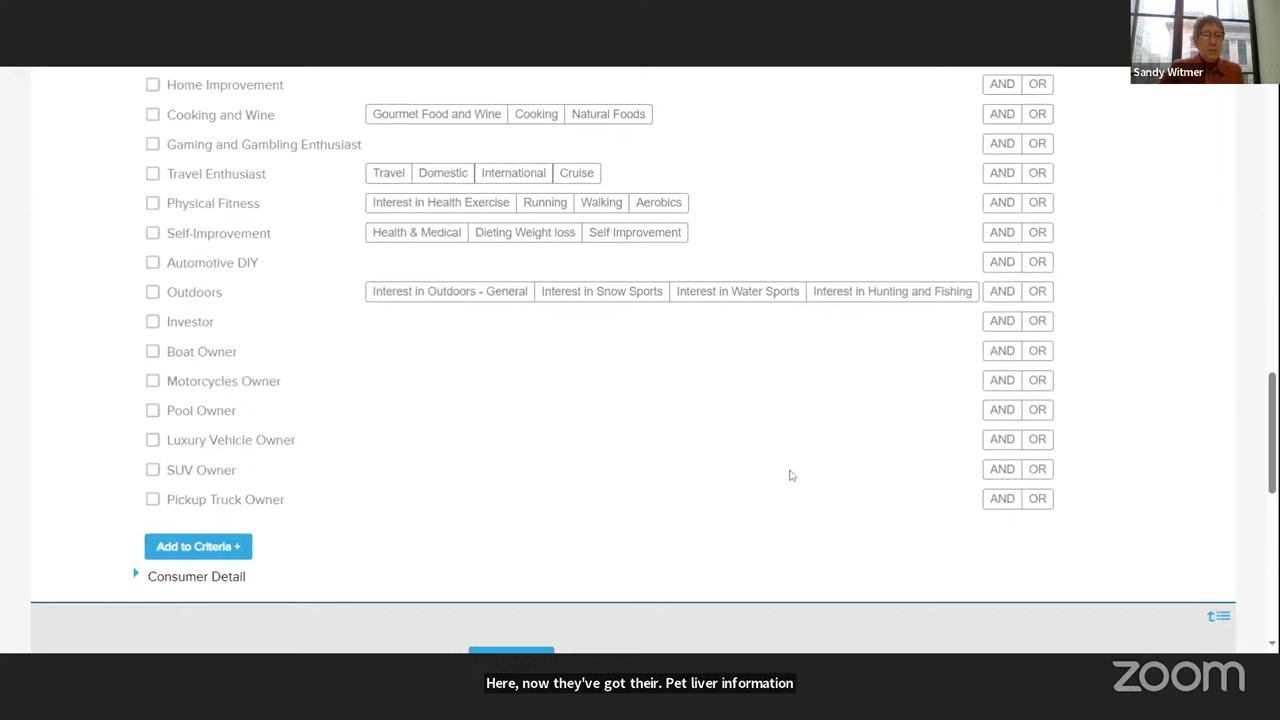 Sandy Witmer
Home Improvement AND OR
Cooking and Wine Gourmet Food and Wine Cooking Natural Foods AND OR
Gaming and Gambling Enthusiast AND OR
Travel Enthusiast Travel Domestic International Cruise AND OR
Physical Fitness Interest in Health Exercise Running Walking Aerobics AND OR
Self-Improvement Health & Medical Dieting Weight loss Self Improvement AND OR
Automotive DIY AND OR
Outdoors Interest in Outdoors - General Interest in Snow Sports Interest in Water Sports Interest in Hunting and Fishing AND OR
Investor AND OR
Boat Owner AND OR
Motorcycles Owner AND OR
Pool Owner AND OR
Luxury Vehicle Owner AND OR
SUV Owner AND OR
Pickup Truck Owner AND OR
Add to Criteria +
Consumer Detail
Here, now they've got their. Pet liver information
zoom